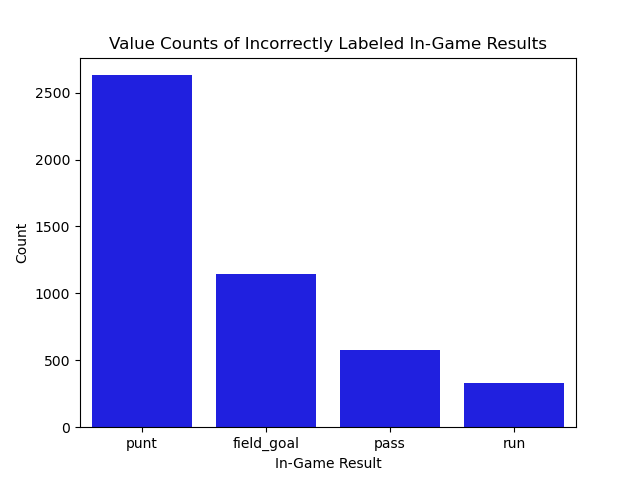 Value Counts of Incorrectly Labeled In-Game Results
2500
2000
1500
1000
500
0
Count
punt field_goal pass run
In-Game Result